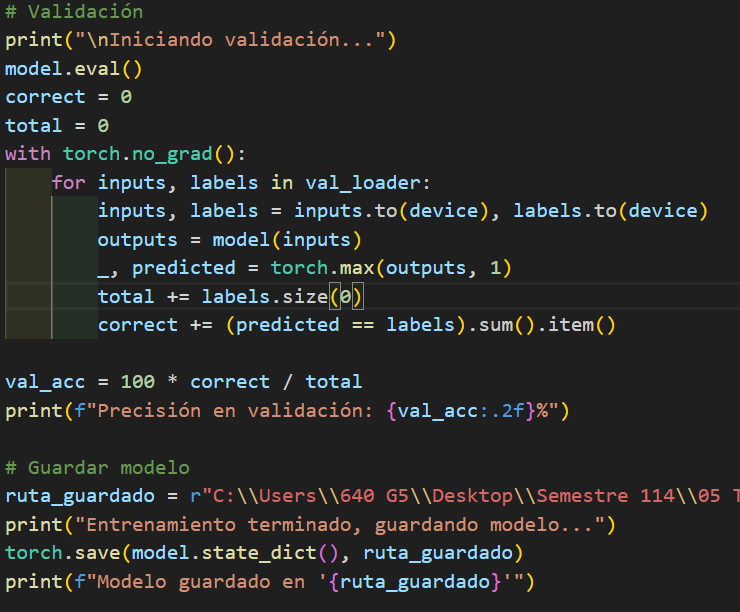 # Validación
print("\nIniciando validación...")
model.eval()
correct = 0
total = 0
with torch.no_grad():
    for inputs, labels in val_loader:
        inputs, labels = inputs.to(device), labels.to(device)
        outputs = model(inputs)
        _, predicted = torch.max(outputs, 1)
        total += labels.size(0)
        correct += (predicted == labels).sum().item()

val_acc = 100 * correct / total
print(f"Precisión en validación: {val_acc:.2f}%")

# Guardar modelo
ruta_guardado = r"C:\\Users\\640 G5\\Desktop\\Semestre 114\\05 T
print("Entrenamiento terminado, guardando modelo...")
torch.save(model.state_dict(), ruta_guardado)
print(f"Modelo guardado en '{ruta_guardado}'")